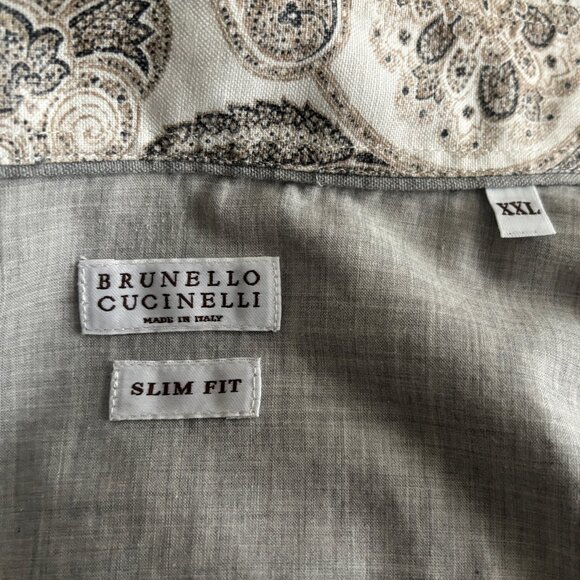 XXL
BRUNELLO
CUCINELLI
MADE IN ITALY
SLIM FIT